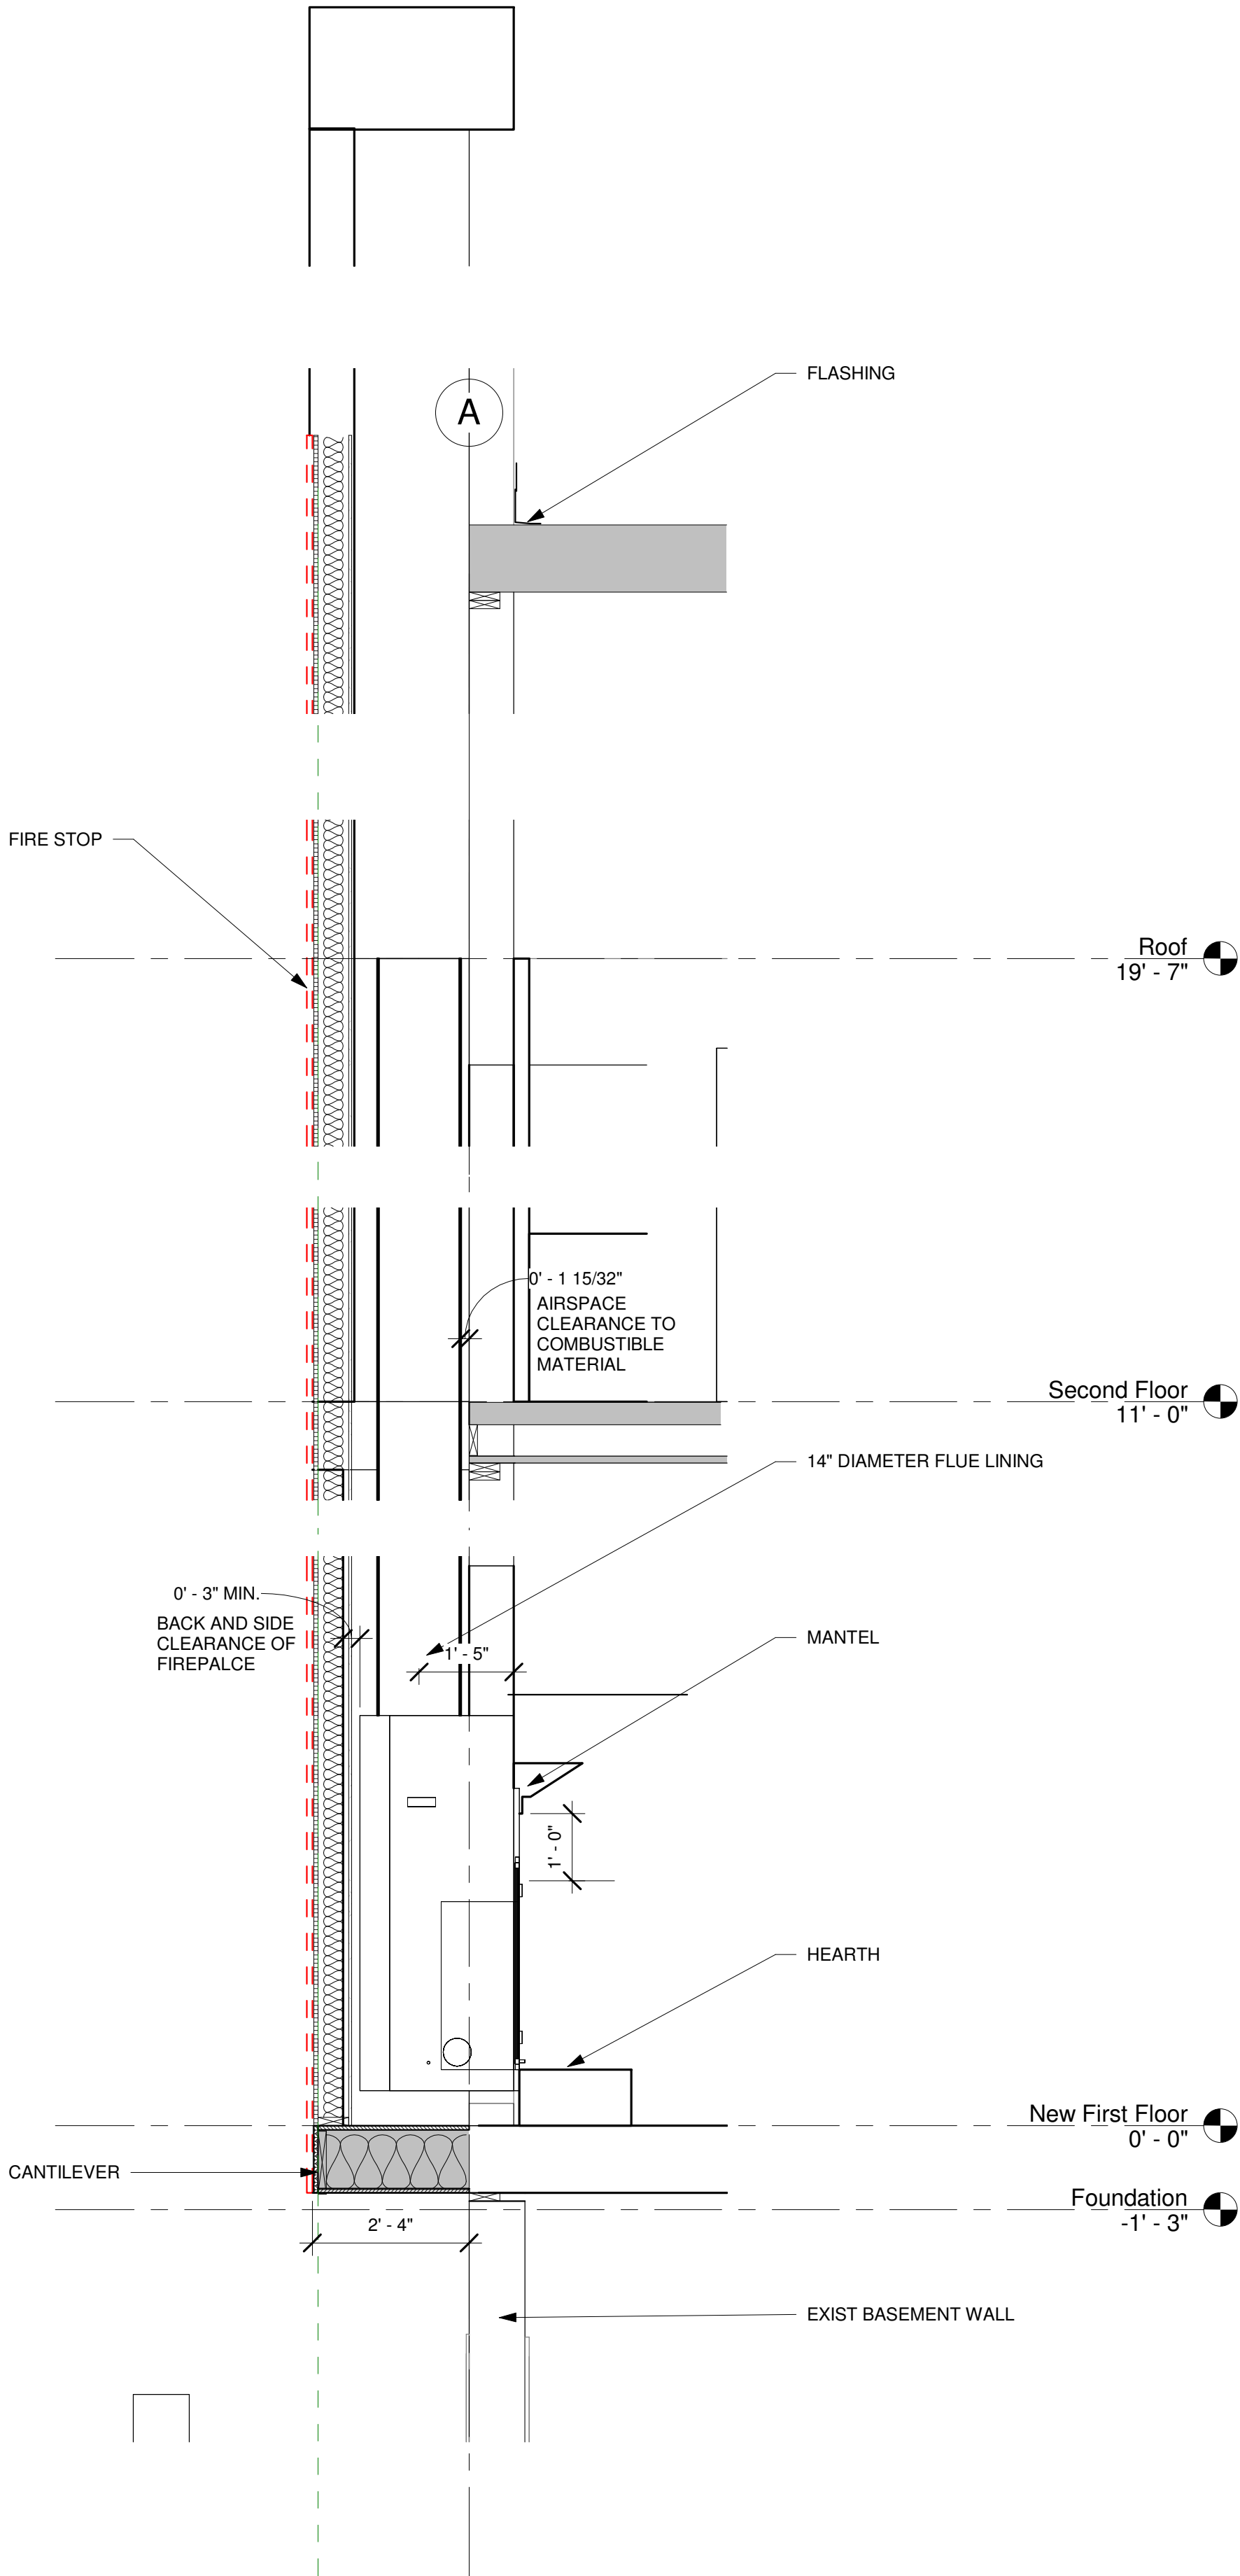 FLASHING
A
FIRE STOP
Roof
19' - 7"
0' - 1 15/32"
AIRSPACE
CLEARANCE TO
COMBUSTIBLE
MATERIAL
Second Floor
11' - 0"
14" DIAMETER FLUE LINING
0' - 3" MIN.
BACK AND SIDE
CLEARANCE OF
FIREPALCE
1' - 5"
MANTEL
1' - 0"
HEARTH
New First Floor
0' - 0"
CANTILEVER
Foundation
-1' - 3"
2' - 4"
EXIST BASEMENT WALL